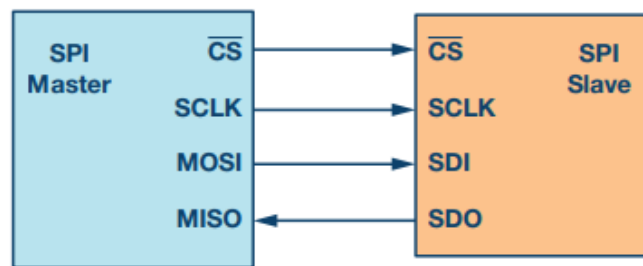 SPI
Master
CS
SCLK
MOSI
MISO
CS
SCLK
SDI
SDO
SPI
Slave